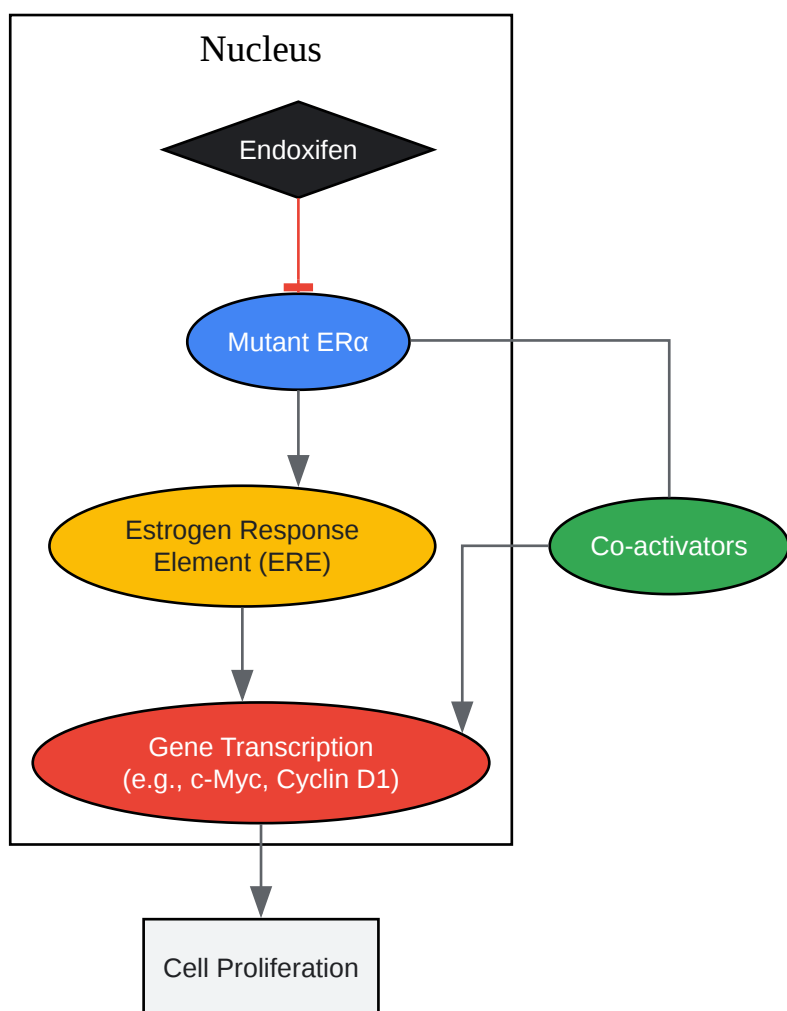 Nucleus
Endoxifen
Mutant ERα
Estrogen Response
Element (ERE)
Co-activators
Gene Transcription
(e.g., c-Myc, Cyclin D1)
Cell Proliferation